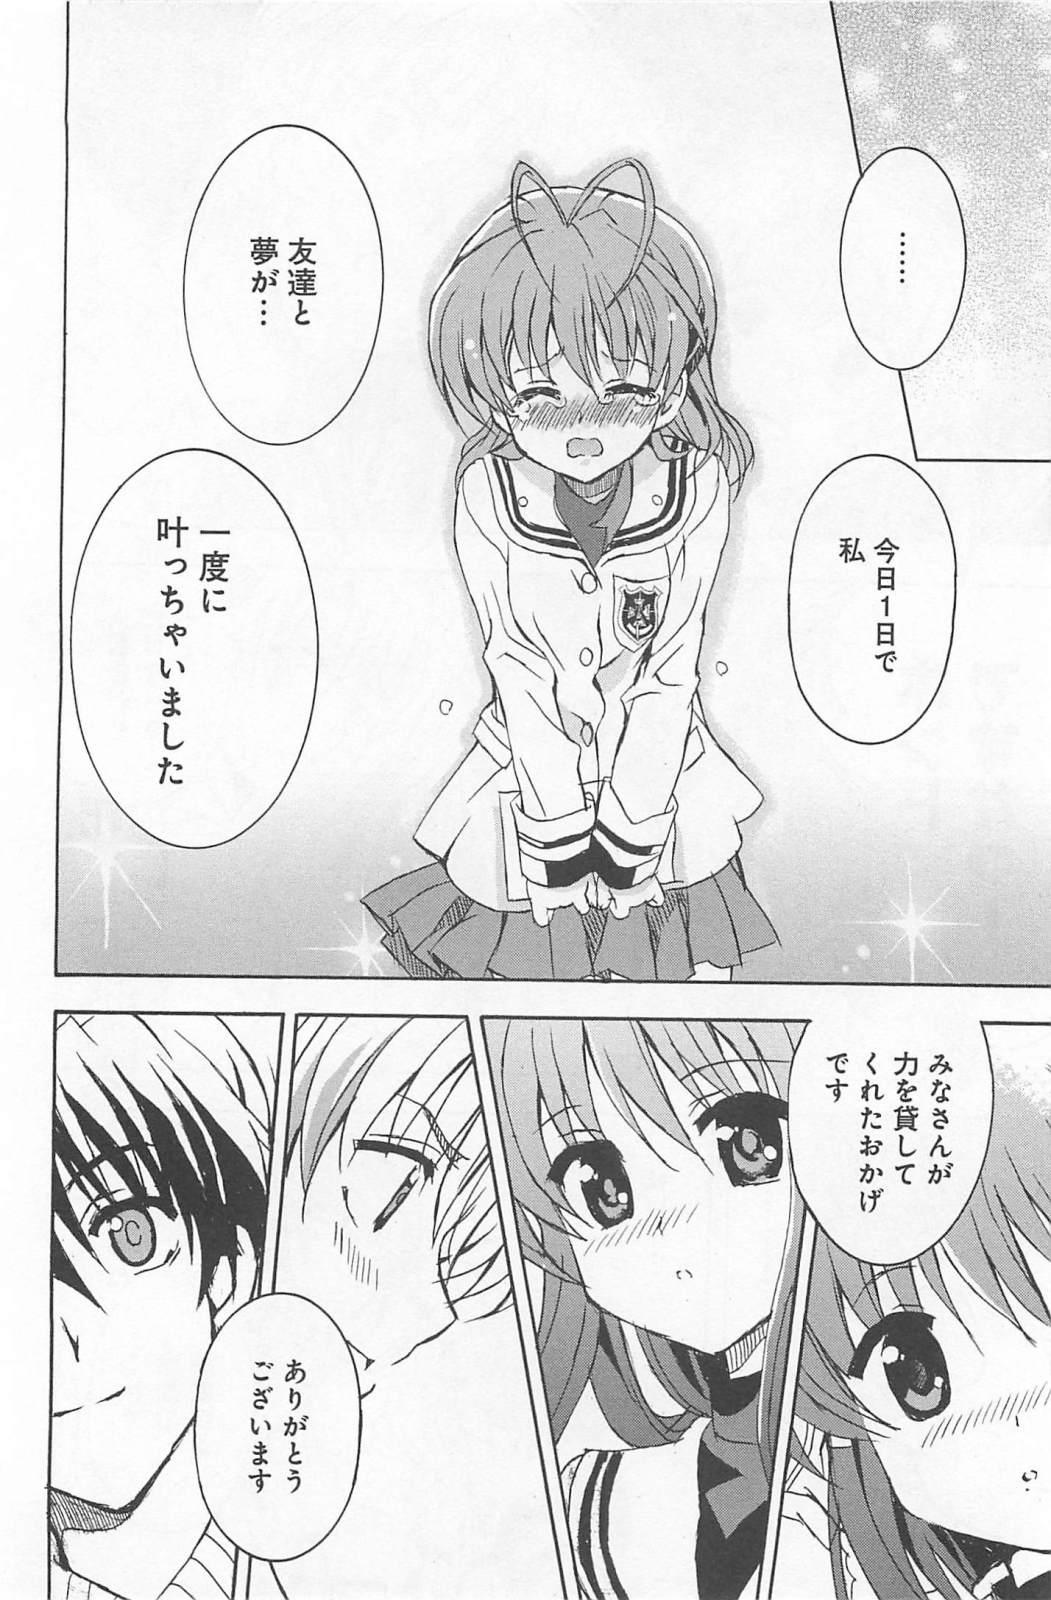 ……
今日1日で
私
友達と
夢が…
一度に
叶っちゃいました
みなさんが
力を貸して
くれたおかげ
です
ありがとう
ございます